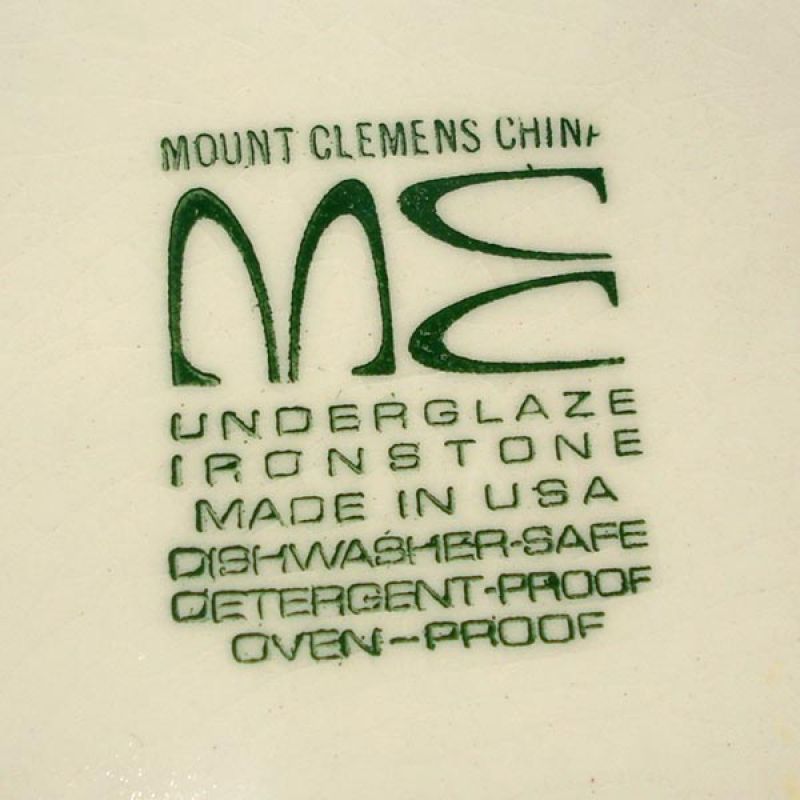 MOUNT CLEMENS CHINA
MC
UNDERGLAZE
IRONSTONE
MADE IN USA
DISHWASHER-SAFE
DETERGENT-PROOF
OVEN-PROOF